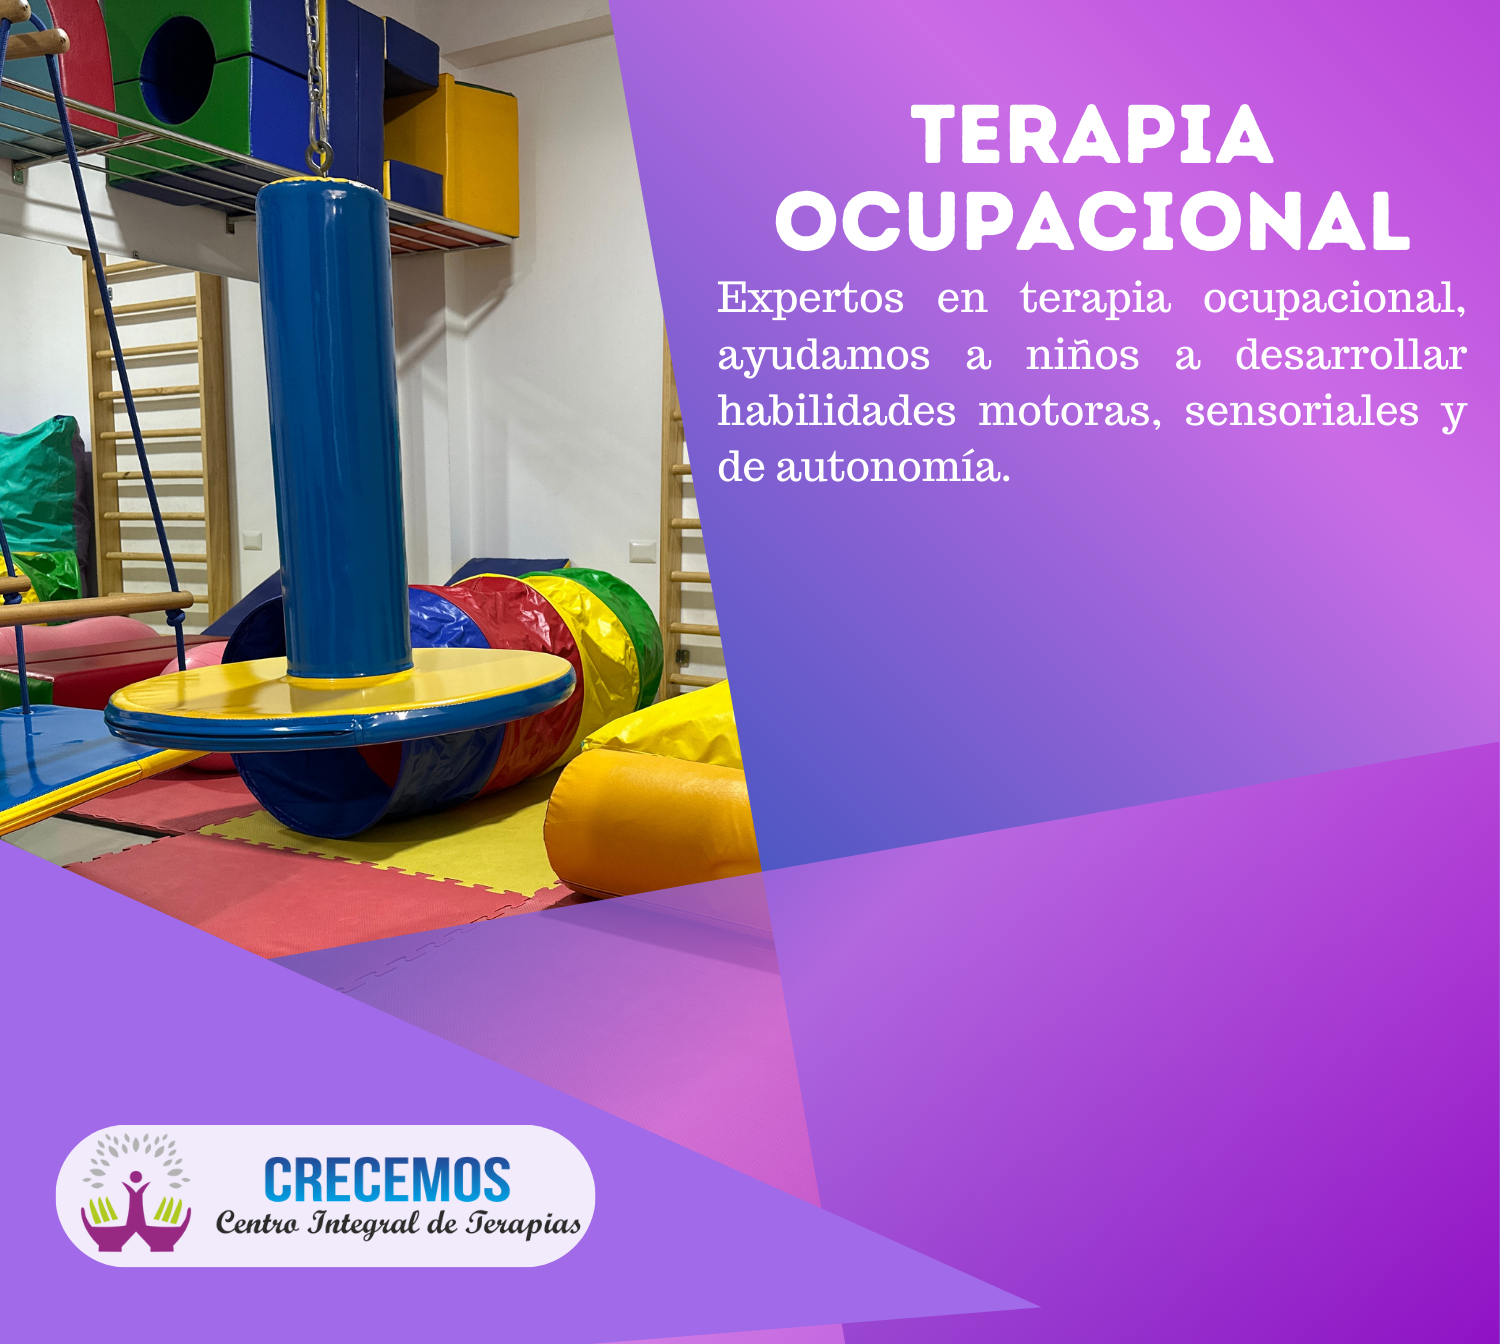 TERAPIA
OCUPACIONAL
Expertos en terapia ocupacional,
ayudamos a niños a desarrollar
habilidades motoras, sensoriales y
de autonomía.
CRECEMOS
Centro Integral de Terapias